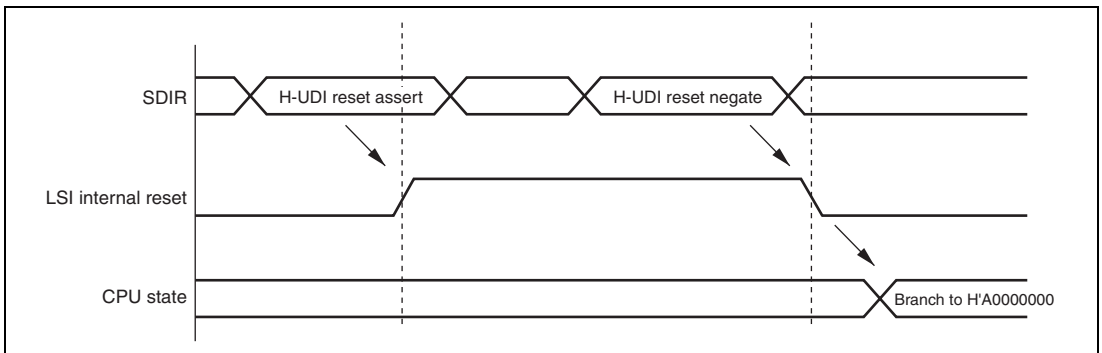 SDIR
H-UDI reset assert
H-UDI reset negate
LSI internal reset
CPU state
Branch to H'A0000000